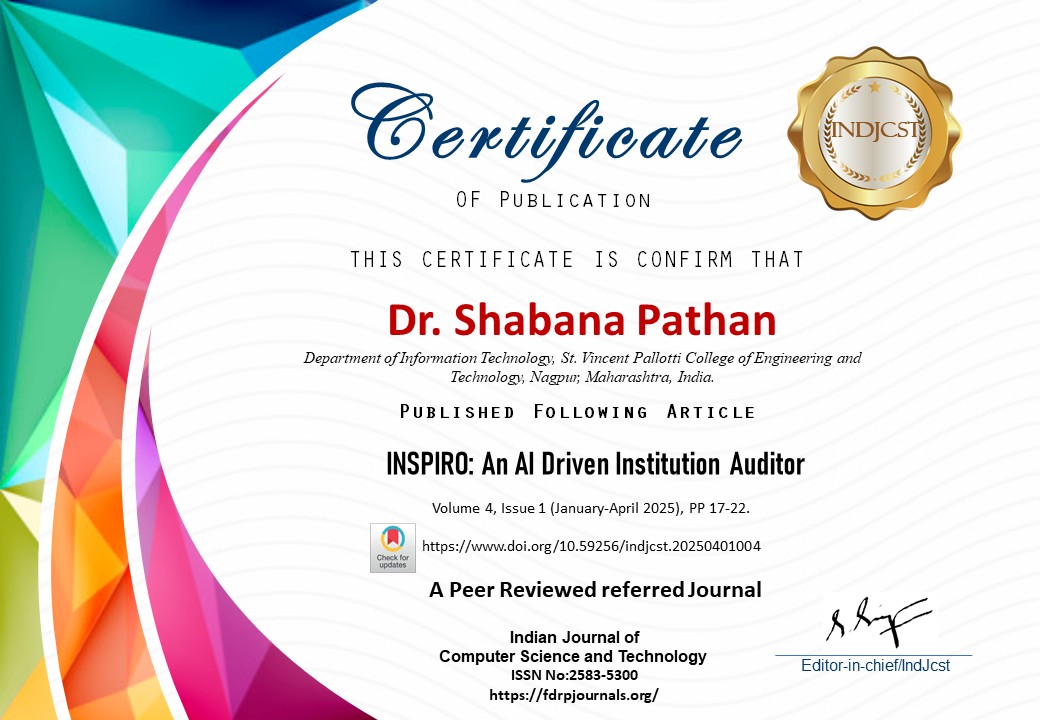 Certificate
INDJCST
OF PUBLICATION
THIS CERTIFICATE IS CONFIRM THAT
Dr. Shabana Pathan
Department of Information Technology, St. Vincent Pallotti College of Engineering and
Technology, Nagpur, Maharashtra, India.
PUBLISHED FOLLOWING ARTICLE
INSPIRO: An AI Driven Institution Auditor
Volume 4, Issue 1 (January-April 2025), PP 17-22.
Check for
updates
https://www.doi.org/10.59256/indjcst.20250401004
A Peer Reviewed referred Journal
Indian Journal of
Computer Science and Technology
ISSN No:2583-5300
https://fdrpjournals.org/
Editor-in-chief/IndJcst